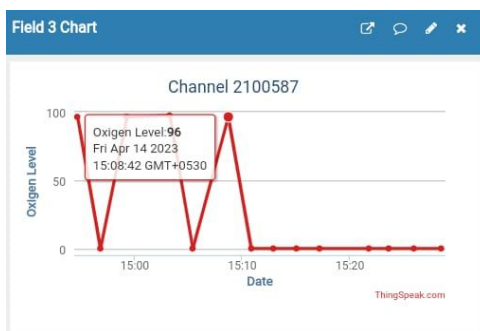 Field 3 Chart
Channel 2100587
100
Oxigen Level:96
Fri Apr 14 2023
15:08:42 GMT+0530
50
Oxigen Level
0
15:00
15:10
15:20
Date
ThingSpeak.com